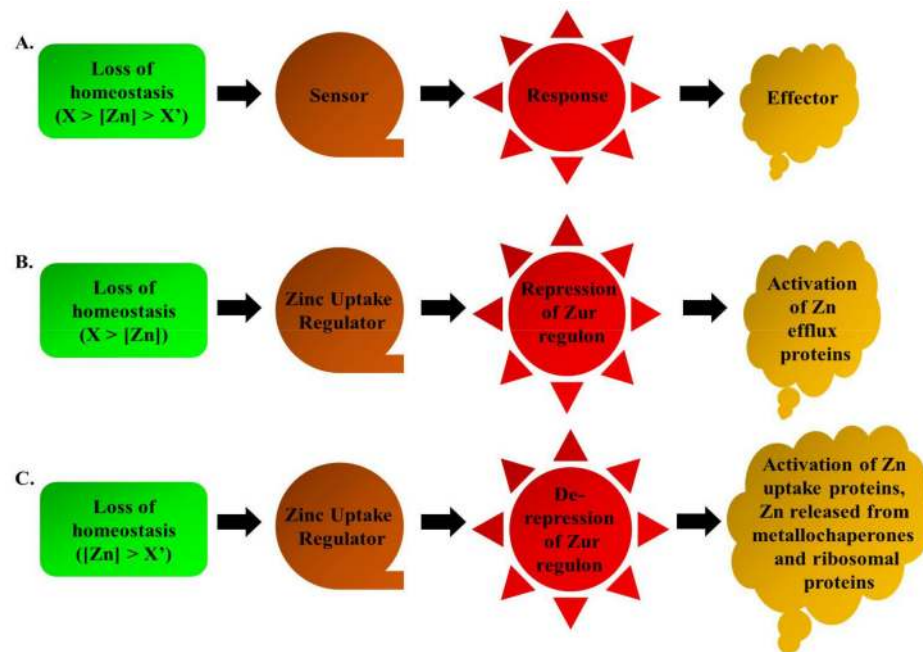 A.
Loss of
homeostasis
(X > [Zn] > X’)
Sensor
Response
Effector
B.
Loss of
homeostasis
(X > [Zn])
Zinc Uptake
Regulator
Repression
of Zur
regulon
Activation
of Zn
efflux
proteins
C.
Loss of
homeostasis
([Zn] > X’)
Zinc Uptake
Regulator
De-
repression
of Zur
regulon
Activation of Zn
uptake proteins,
Zn released from
metallochaperones
and ribosomal
proteins